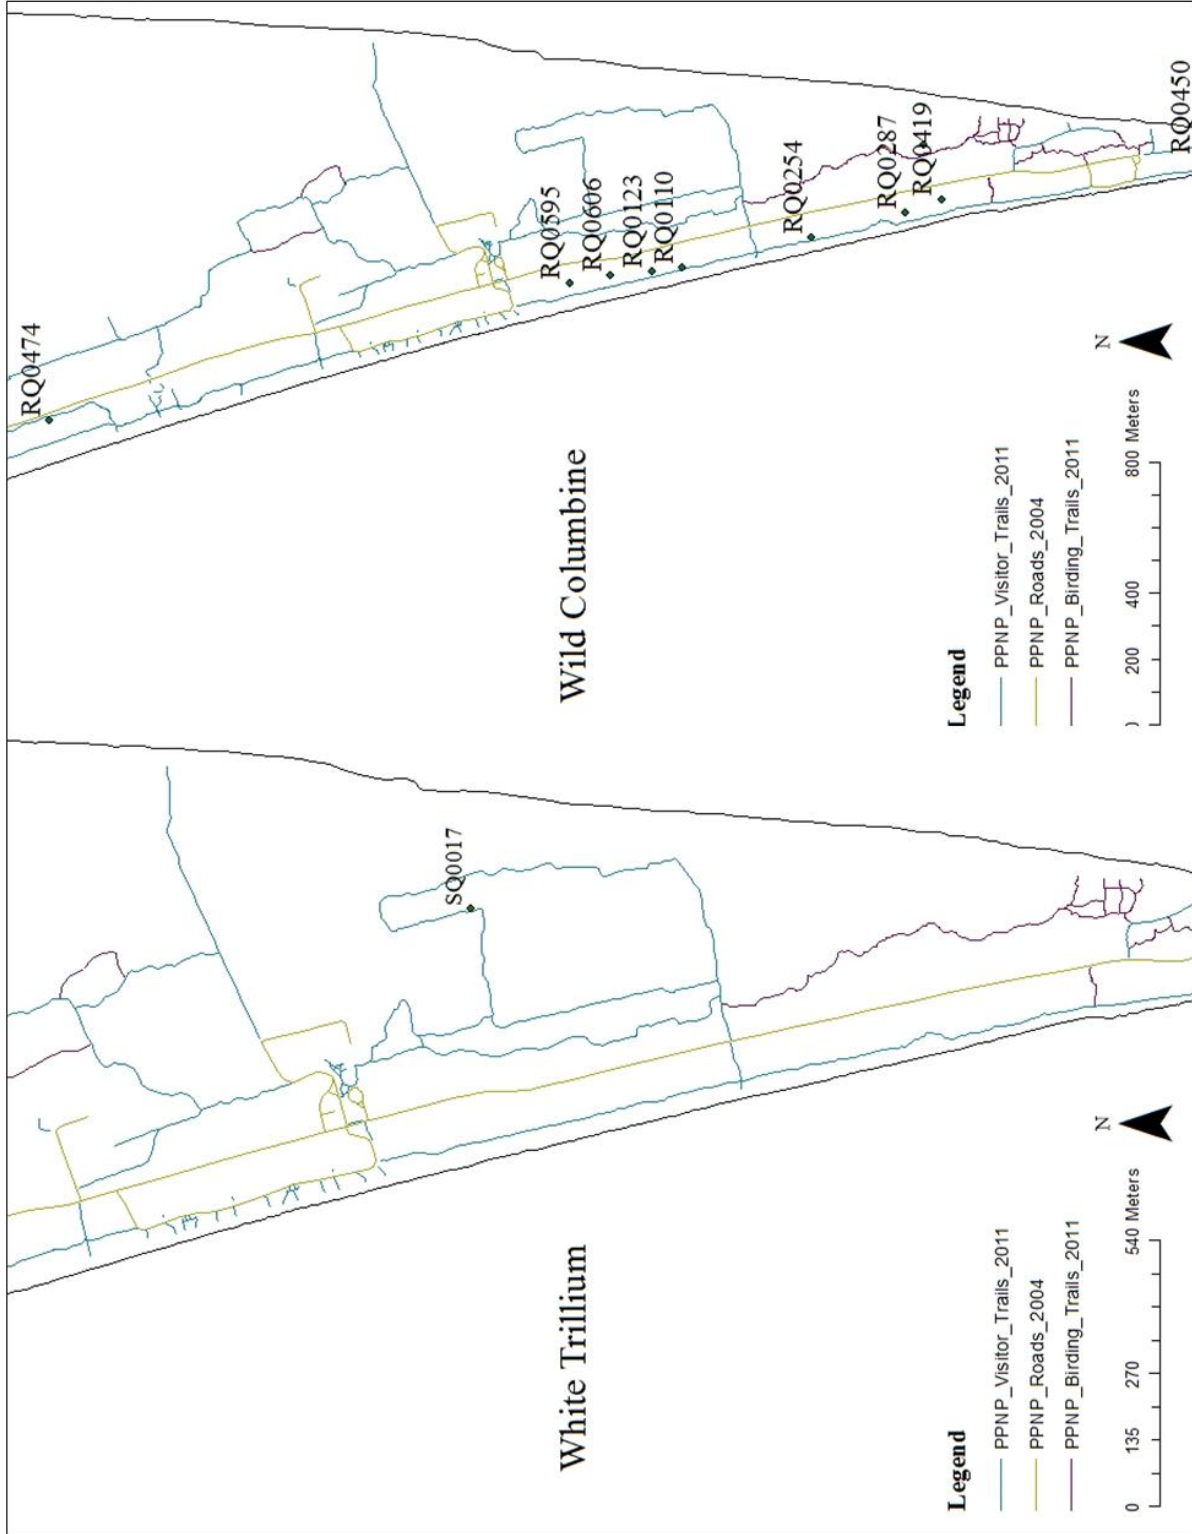 SQ0017
White Trillium
Legend
PPNP_Visitor_Trails_2011
PPNP_Roads_2004
PPNP_Birding_Trails_2011
N
0 135 270 540 Meters
RQ0474
RQ0595
RQ0606
RQ0123
RQ0110
RQ0254
RQ0287
RQ0419
RQ0450
Wild Columbine
Legend
PPNP_Visitor_Trails_2011
PPNP_Roads_2004
PPNP_Birding_Trails_2011
N
200 400 800 Meters